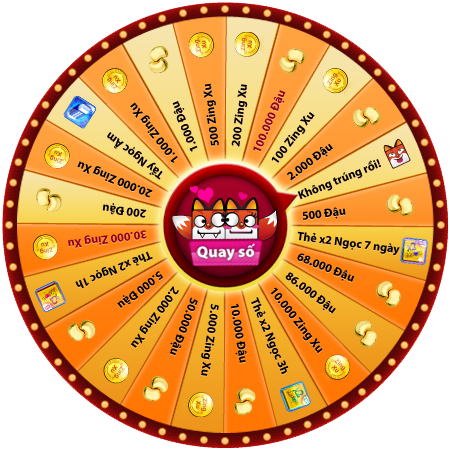 200 Zing Xu
100.000 Đậu
100 Zing Xu
2.000 Đậu
Không trúng rồi!
500 Đậu
Thẻ x2 Ngọc 7 ngày
68.000 Đậu
86.000 Đậu
10.000 Zing Xu
Thẻ x2 Ngọc 3h
10.000 Đậu
5.000 Zing Xu
50.000 Đậu
2.000 Zing Xu
5.000 Đậu
Thẻ x2 Ngọc 1h
30.000 Zing Xu
200 Đậu
20.000 Zing Xu
Tẩy Ngọc Ám
1.000 Zing Xu
1.000 Đậu
500 Zing Xu
Quay số